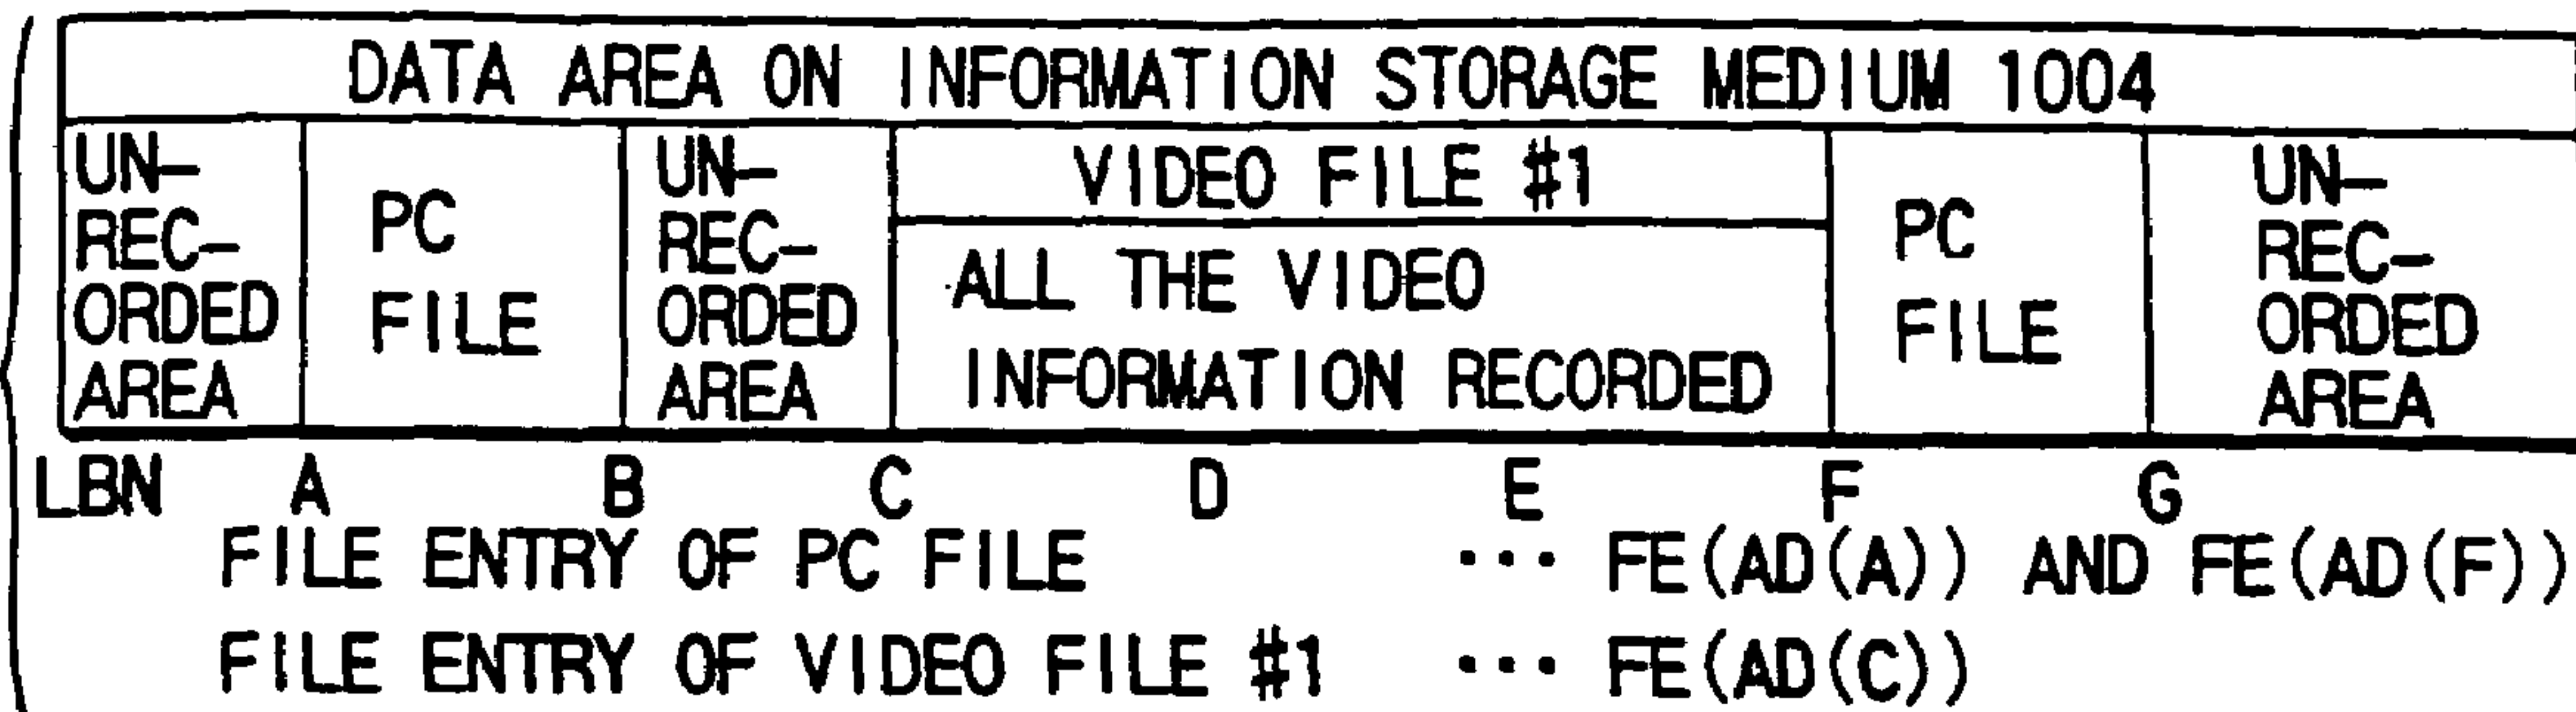 DATA AREA ON INFORMATION STORAGE MEDIUM 1004
UN-
REC-
ORDED
AREA
PC
FILE
UN-
REC-
ORDED
AREA
VIDEO FILE #1
ALL THE VIDEO
INFORMATION RECORDED
PC
FILE
UN-
REC-
ORDED
AREA
LBN A B C D E F G
FILE ENTRY OF PC FILE ••• FE(AD(A)) AND FE(AD(F))
FILE ENTRY OF VIDEO FILE #1 ••• FE(AD(C))